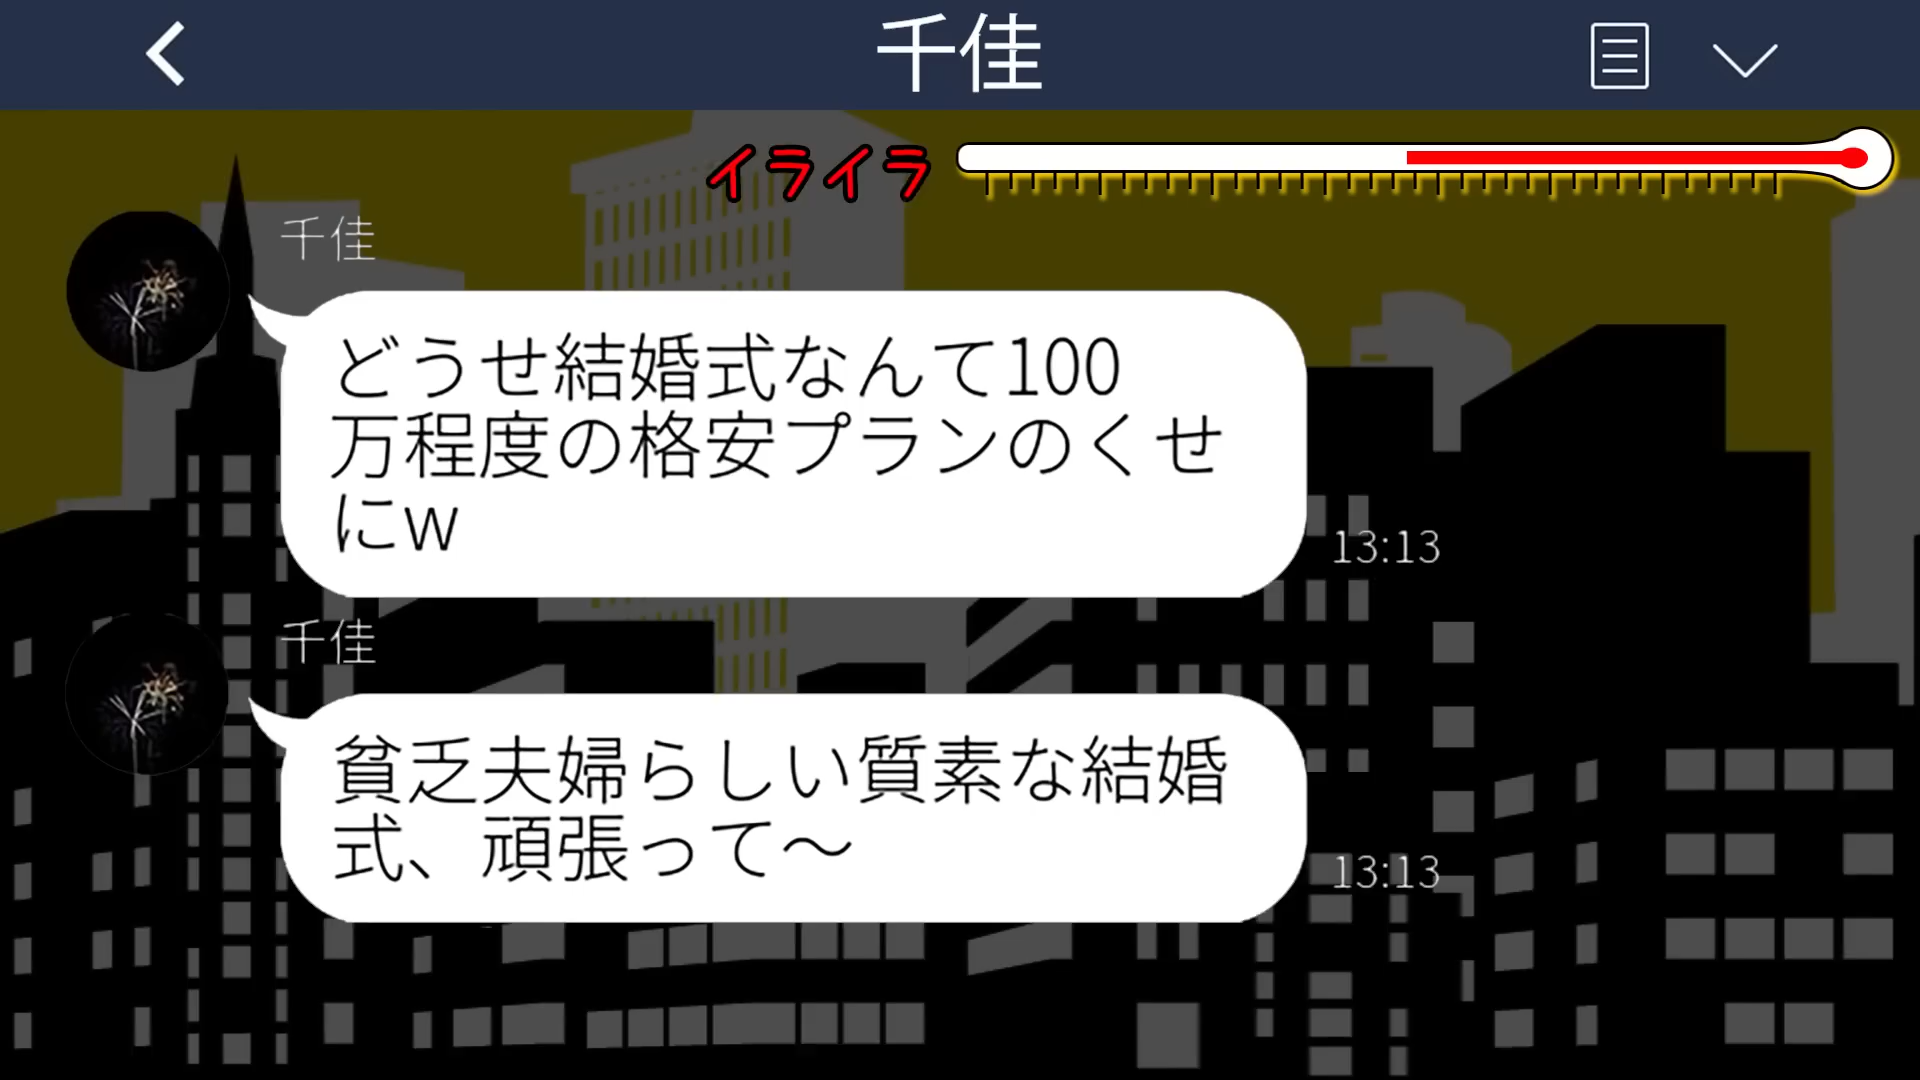 千佳
イライラ
千佳
どうせ結婚式なんて100
万程度の格安プランのくせ
にw
13:13
千佳
貧乏夫婦らしい質素な結婚
式、頑張って〜
13:13